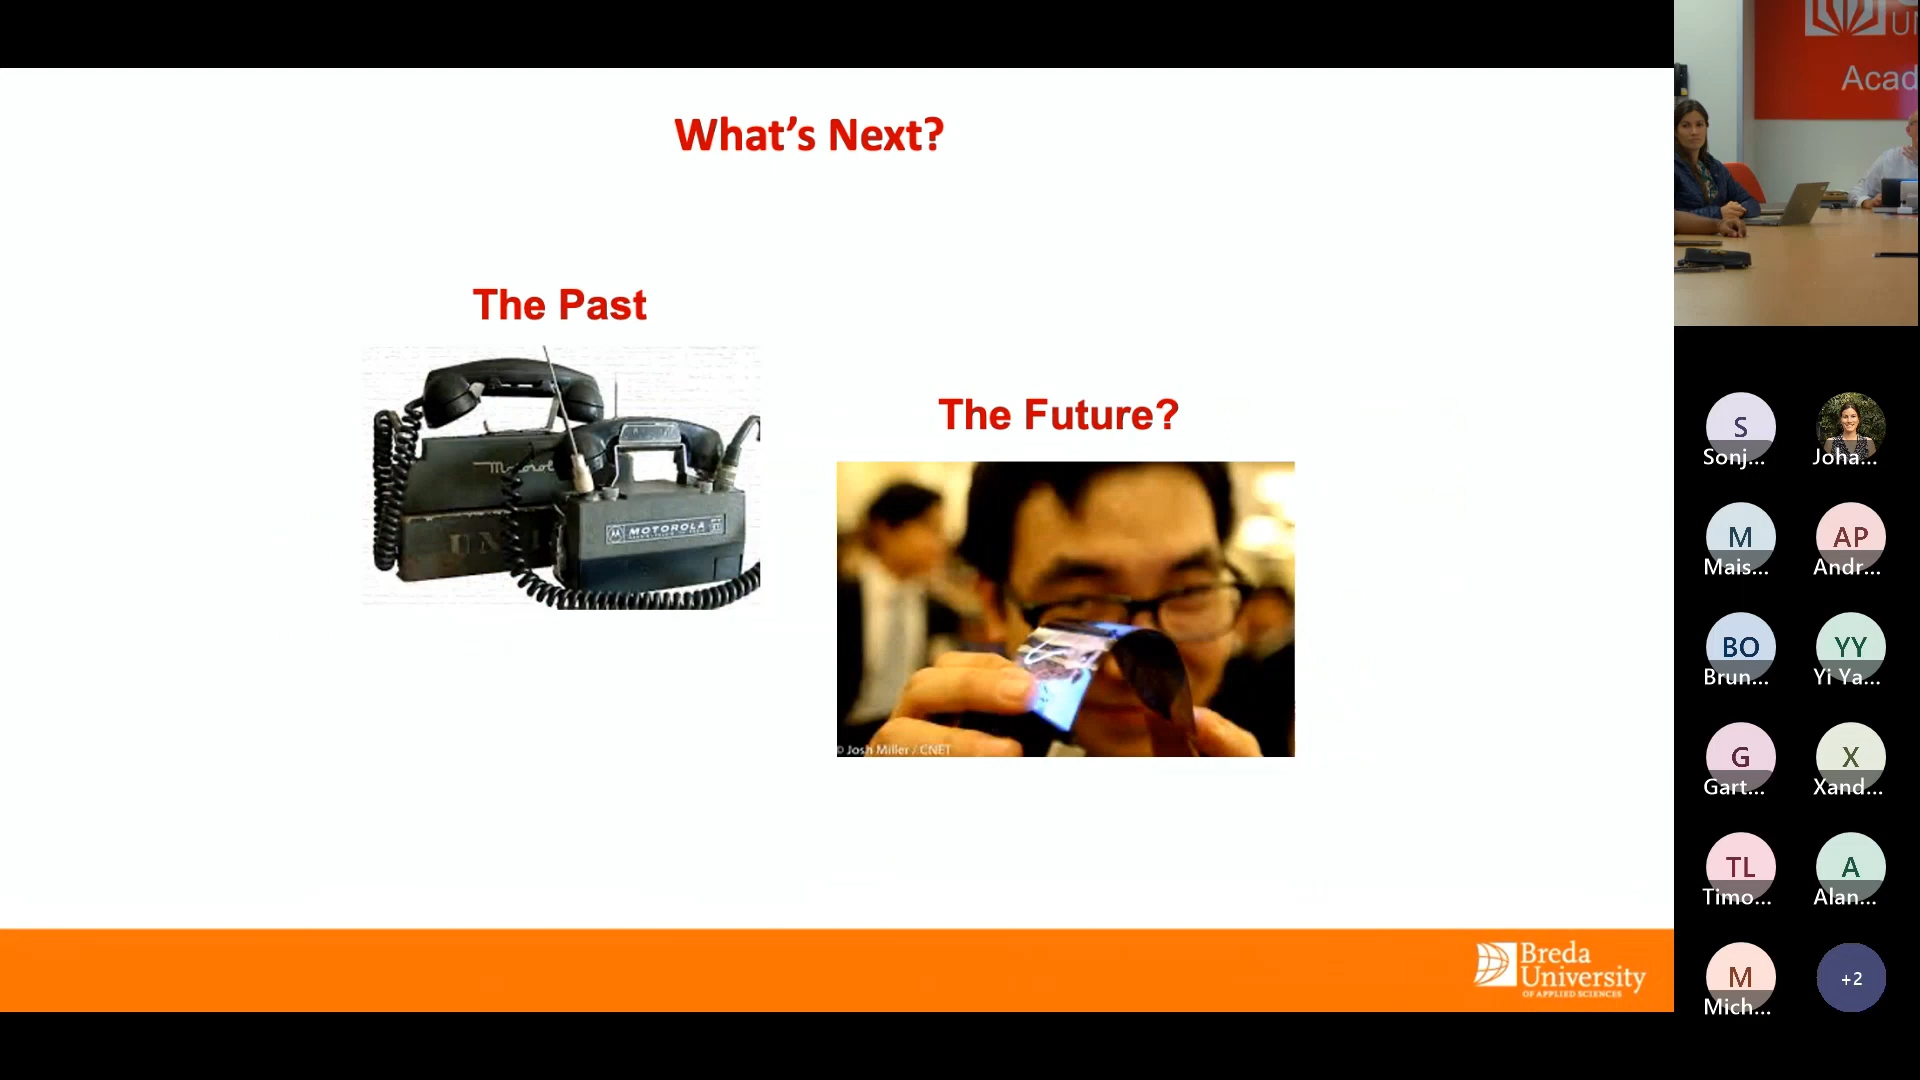 What's Next?
The Past
Motorola
MOTOROLA
The Future?
© Josh Miller / CNET
Breda
University
OF APPLIED SCIENCES
Acad
S
Sonj...
Joha...
M
Mais...
AP
Andr...
BO
Brun...
YY
Yi Ya...
G
Gart...
X
Xand...
TL
Timo...
A
Alan...
M
Mich...
+2